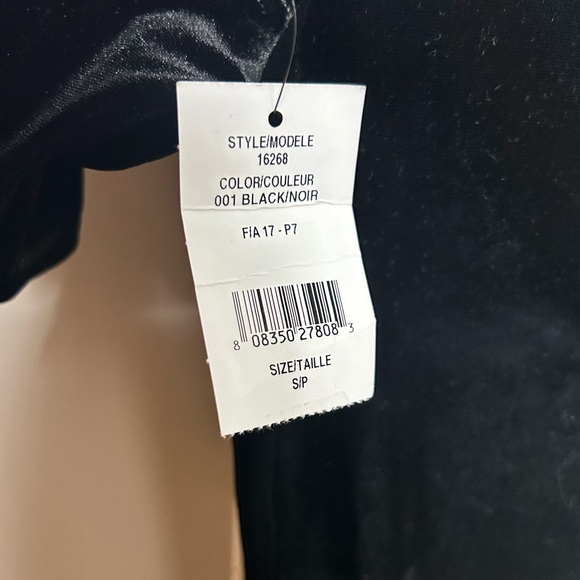 STYLE/MODELE
16268
COLOR/COULEUR
001 BLACK/NOIR
F/A 17 - P7
8 08350 27808 3
SIZE/TAILLE
S/P